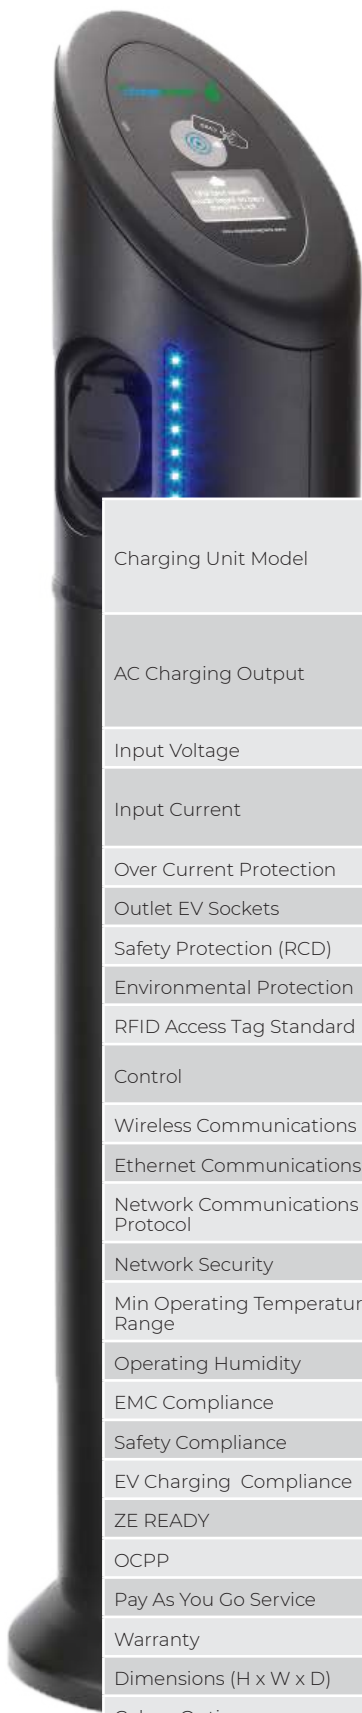 Charging Unit Model
AC Charging Output
Input Voltage
Input Current
Over Current Protection
Outlet EV Sockets
Safety Protection (RCD)
Environmental Protection
RFID Access Tag Standard
Control
Wireless Communications
Ethernet Communications
Network Communications
Protocol
Network Security
Min Operating Temperatur
Range
Operating Humidity
EMC Compliance
Safety Compliance
EV Charging Compliance
ZE READY
OCPP
Pay As You Go Service
Warranty
Dimensions (H x W x D)